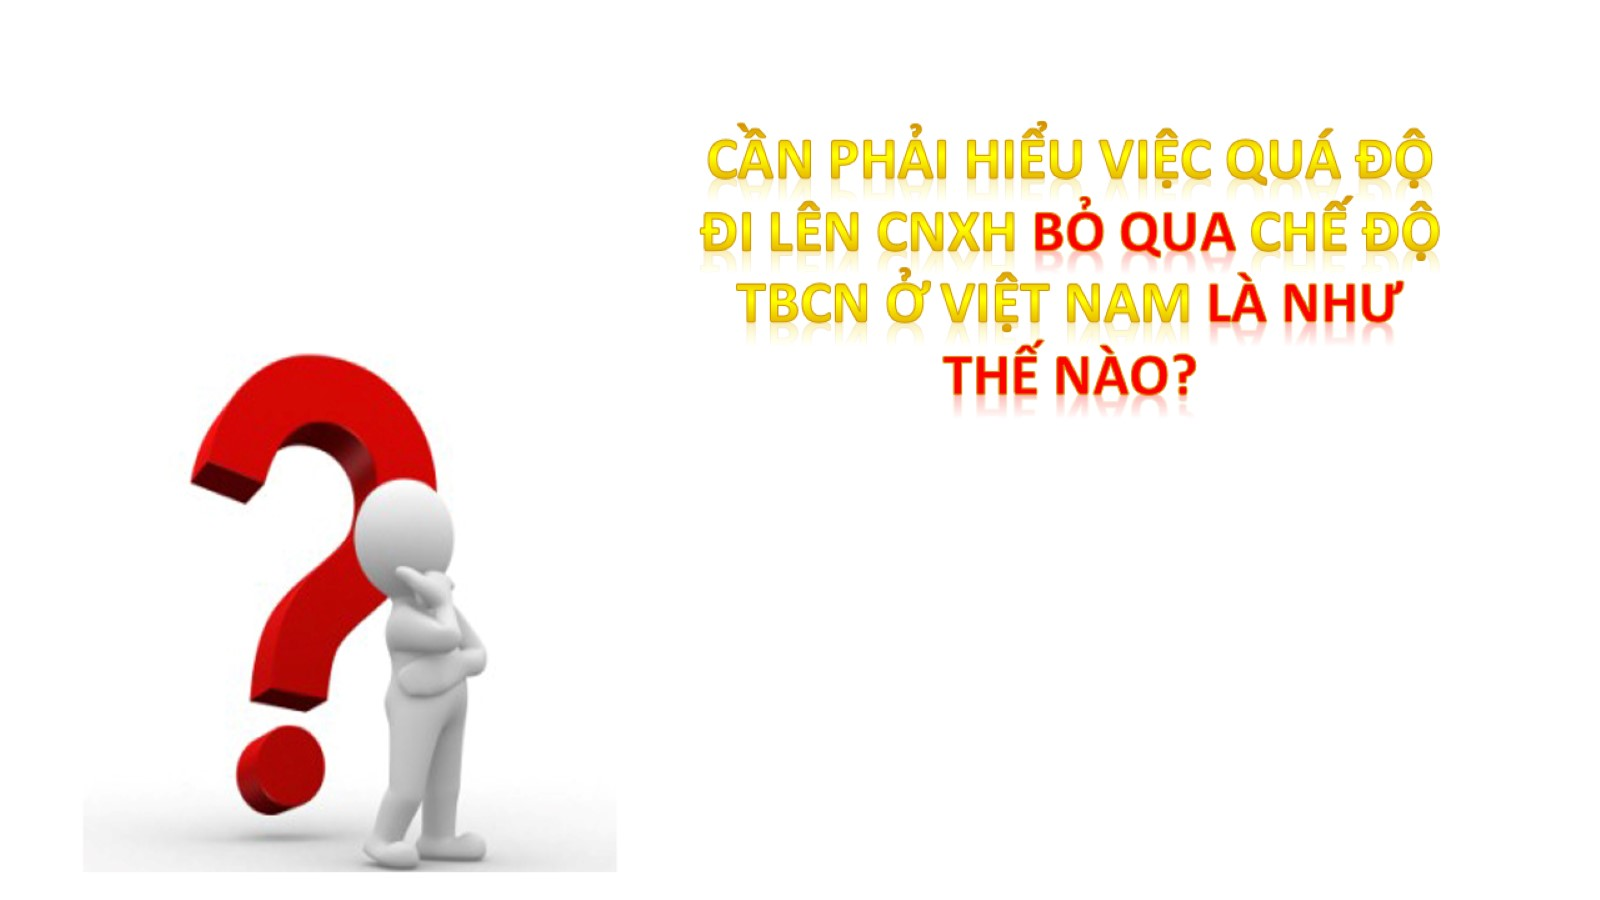 CẦN PHẢI HIỂU VIỆC QUÁ ĐỘ
ĐI LÊN CNXH BỎ QUA CHẾ ĐỘ
TBCN Ở VIỆT NAM LÀ NHƯ
THẾ NÀO?